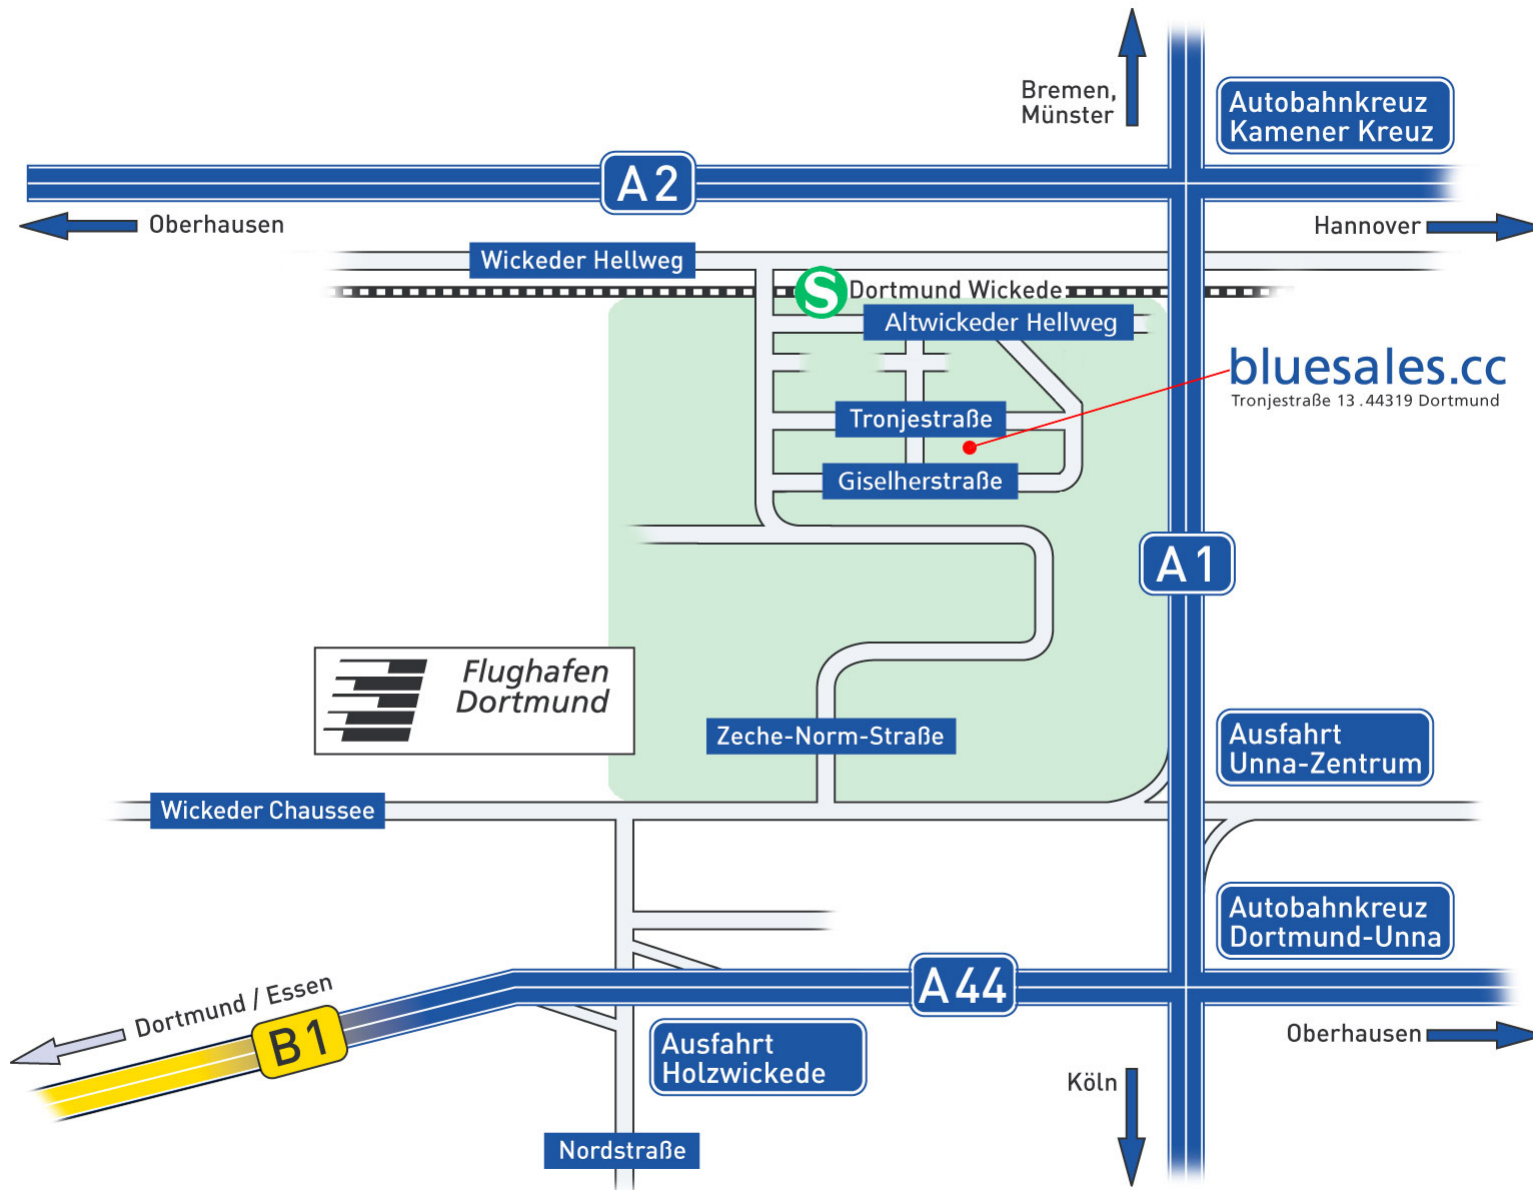 Bremen,
Münster
Autobahnkreuz
Kamener Kreuz
A2
Oberhausen
Hannover
Wickeder Hellweg
S Dortmund Wickede
Altwickeder Hellweg
bluesales.cc
Tronjestraße 13 . 44319 Dortmund
Tronjestraße
Giselherstraße
A1
Flughafen
Dortmund
Zeche-Norm-Straße
Ausfahrt
Unna-Zentrum
Wickeder Chaussee
Autobahnkreuz
Dortmund-Unna
A44
Dortmund / Essen
B1
Ausfahrt
Holzwickede
Oberhausen
Köln
Nordstraße